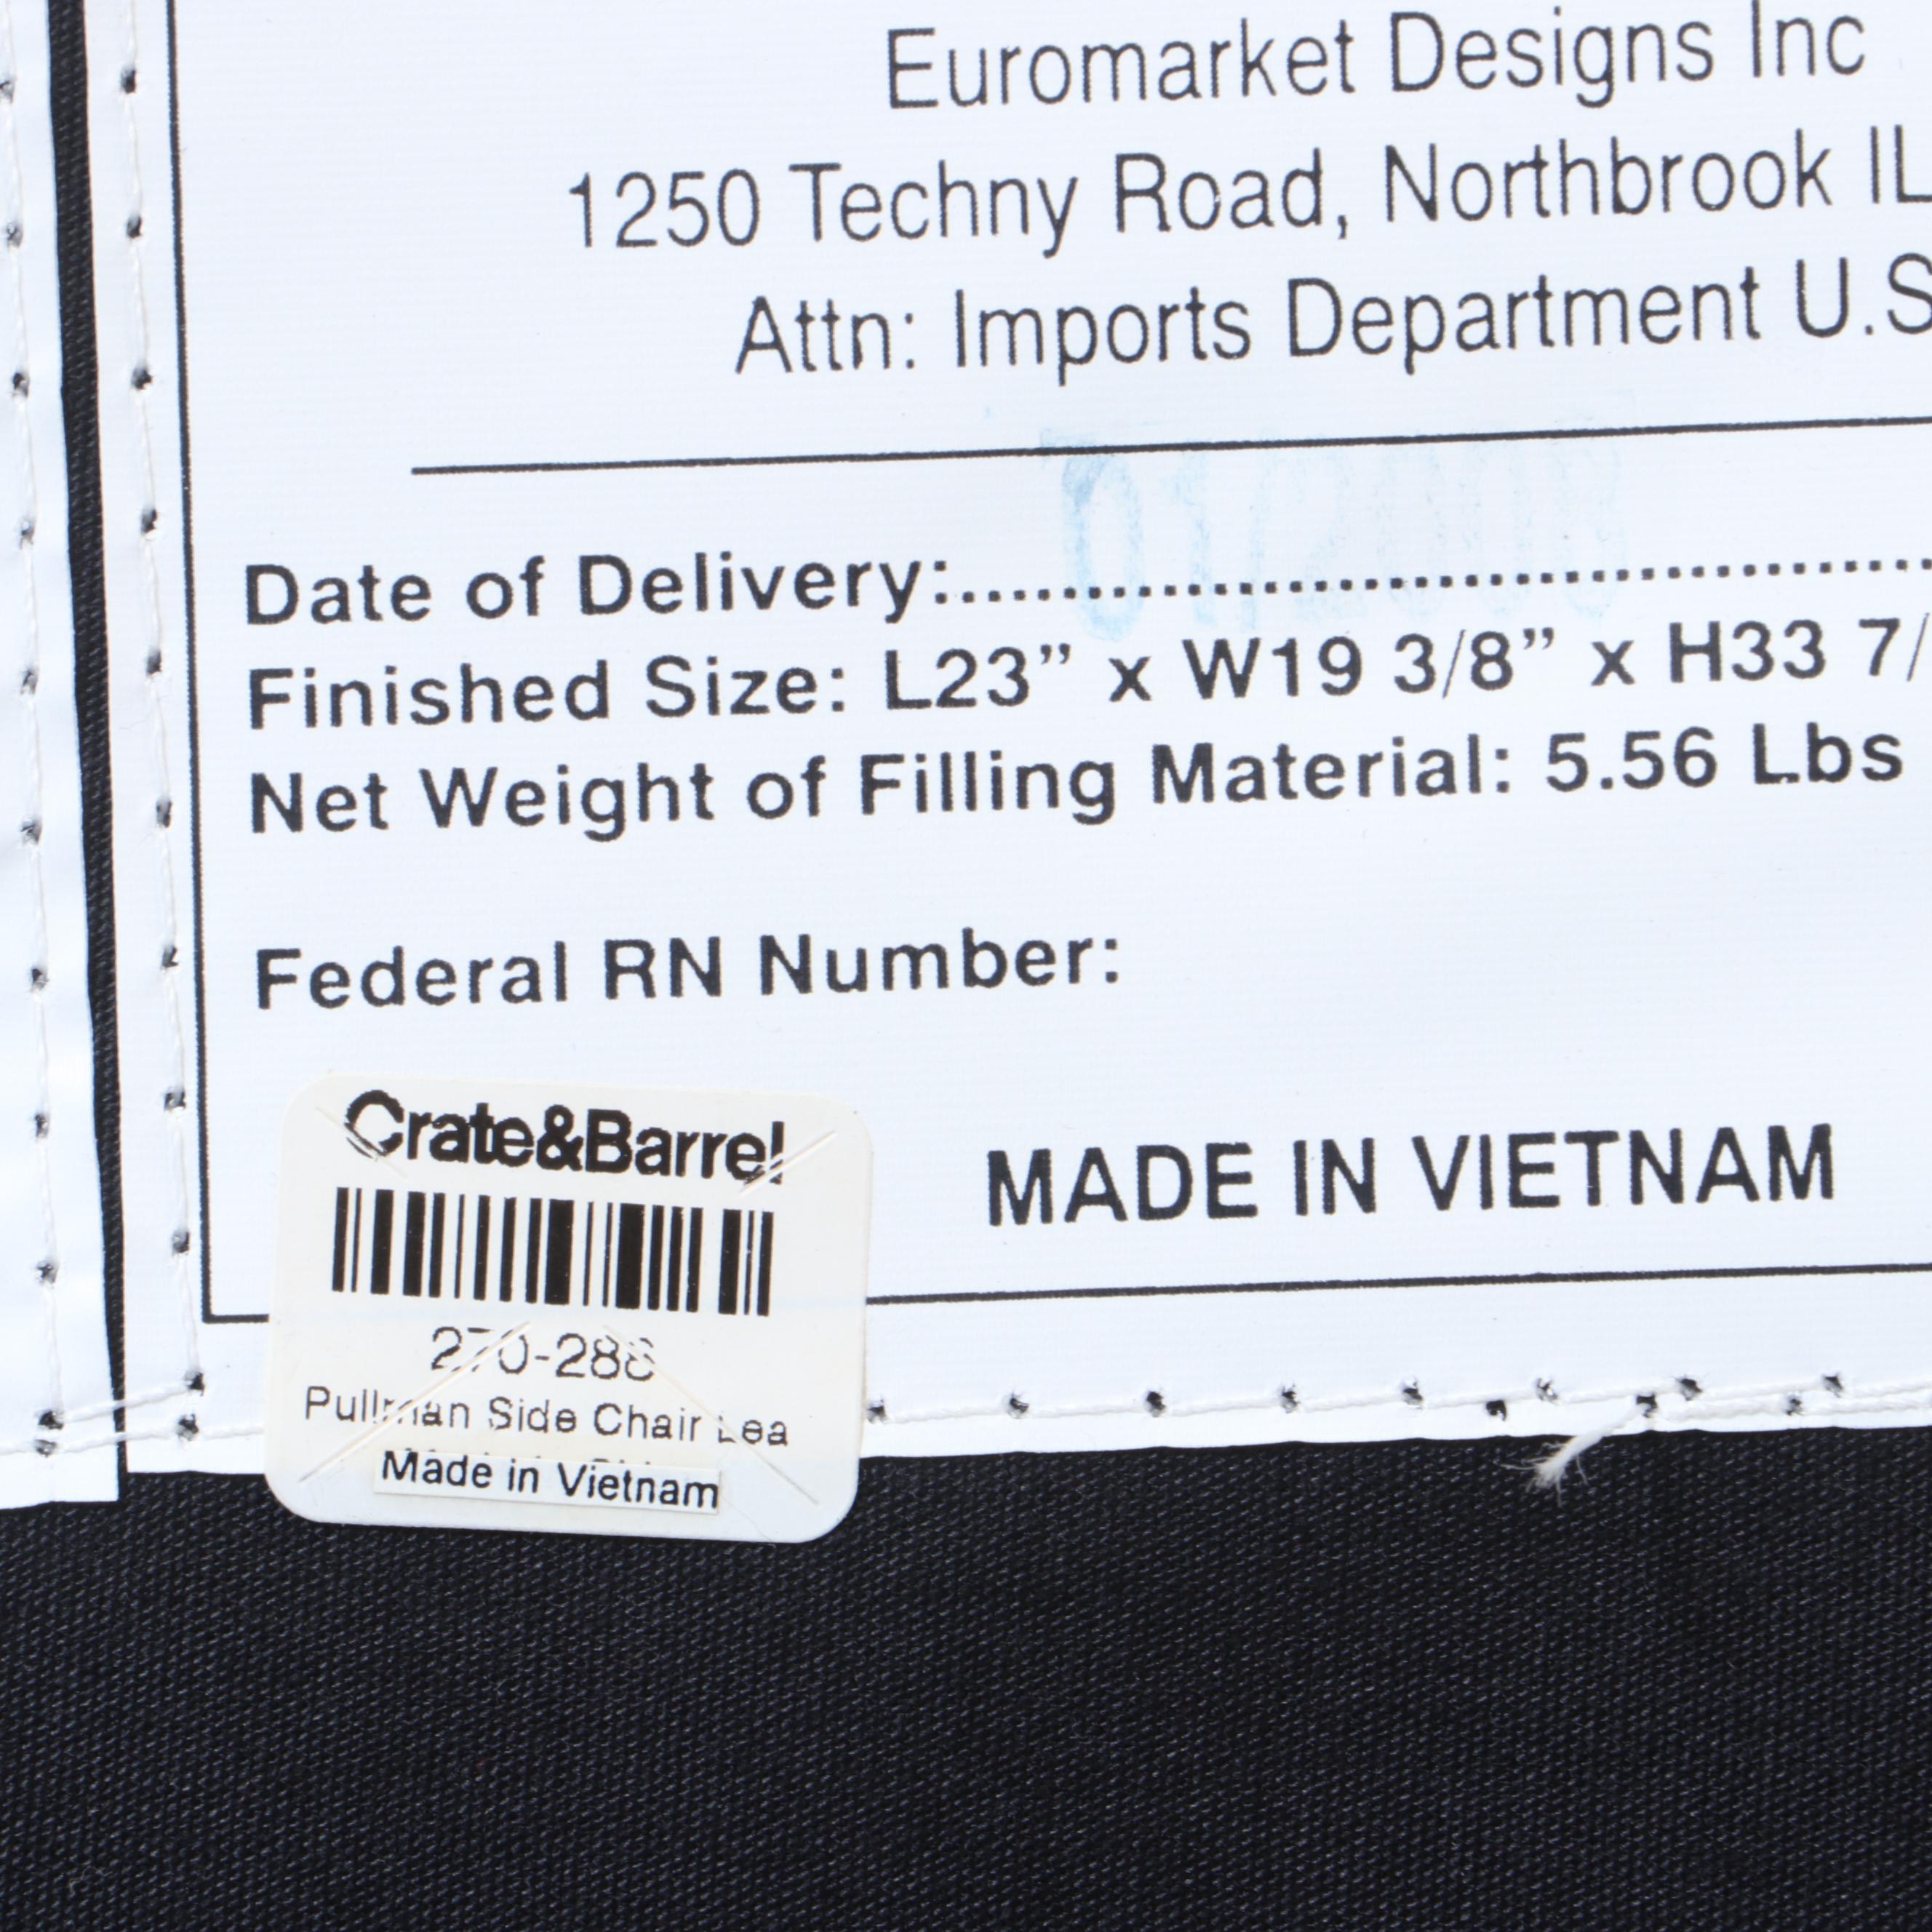 Euromarket Designs Inc
1250 Techny Road, Northbrook IL
Attn: Imports Department U.S
01/2008
Date of Delivery:
Finished Size: L23” x W19 3/8” x H33 7/
Net Weight of Filling Material: 5.56 Lbs
Federal RN Number:
MADE IN VIETNAM
Crate&Barrel
270-288
Pullman Side Chair Lea
Made in Vietnam